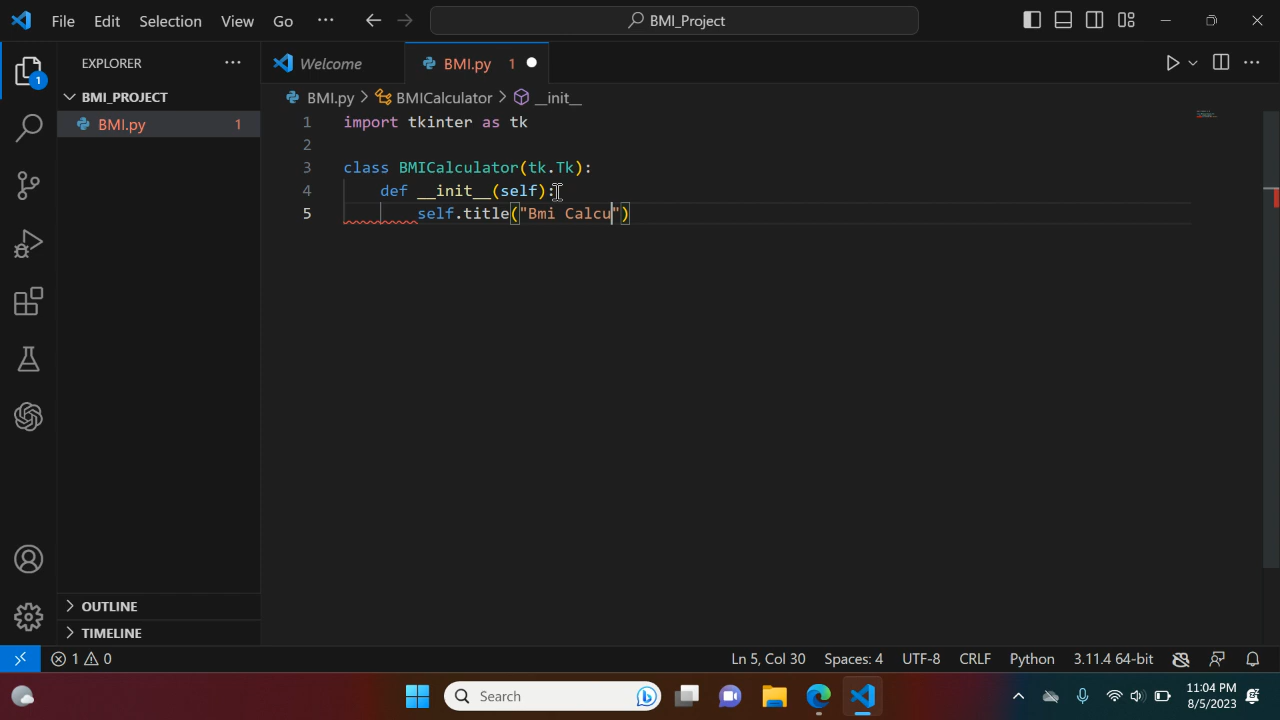 File Edit Selection View Go ··· BMI_Project
EXPLORER ··· Welcome BMI.py 1
1
BMI_PROJECT BMI.py > BMICalculator > __init__
BMI.py 1
1 import tkinter as tk
2
3 class BMICalculator(tk.Tk):
4 def __init__(self):
5 self.title("Bmi Calcu")
OUTLINE
TIMELINE
1 0 Ln 5, Col 30 Spaces: 4 UTF-8 CRLF Python 3.11.4 64-bit
Search 11:04 PM
8/5/2023